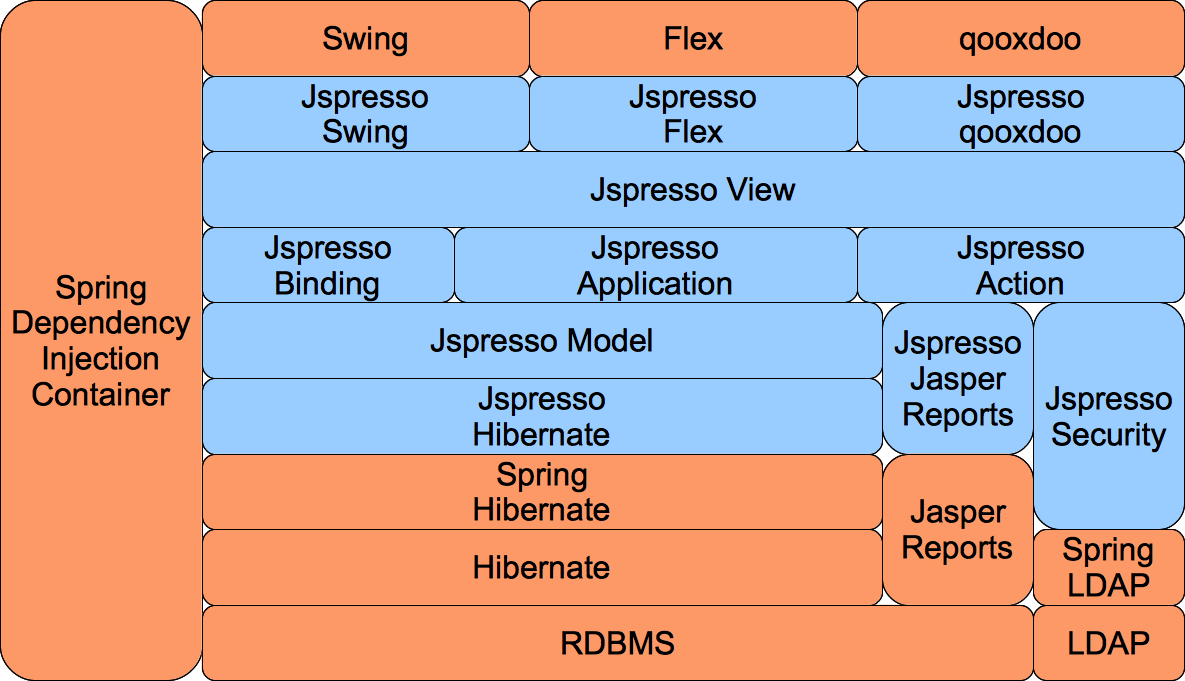 Spring
Dependency
Injection
Container
Swing
Flex
qooxdoo
Jspresso
Swing
Jspresso
Flex
Jspresso
qooxdoo
Jspresso View
Jspresso
Binding
Jspresso
Application
Jspresso
Action
Jspresso Model
Jspresso
Jasper
Reports
Jspresso
Security
Jspresso
Hibernate
Spring
Hibernate
Jasper
Reports
Hibernate
Spring
LDAP
RDBMS
LDAP